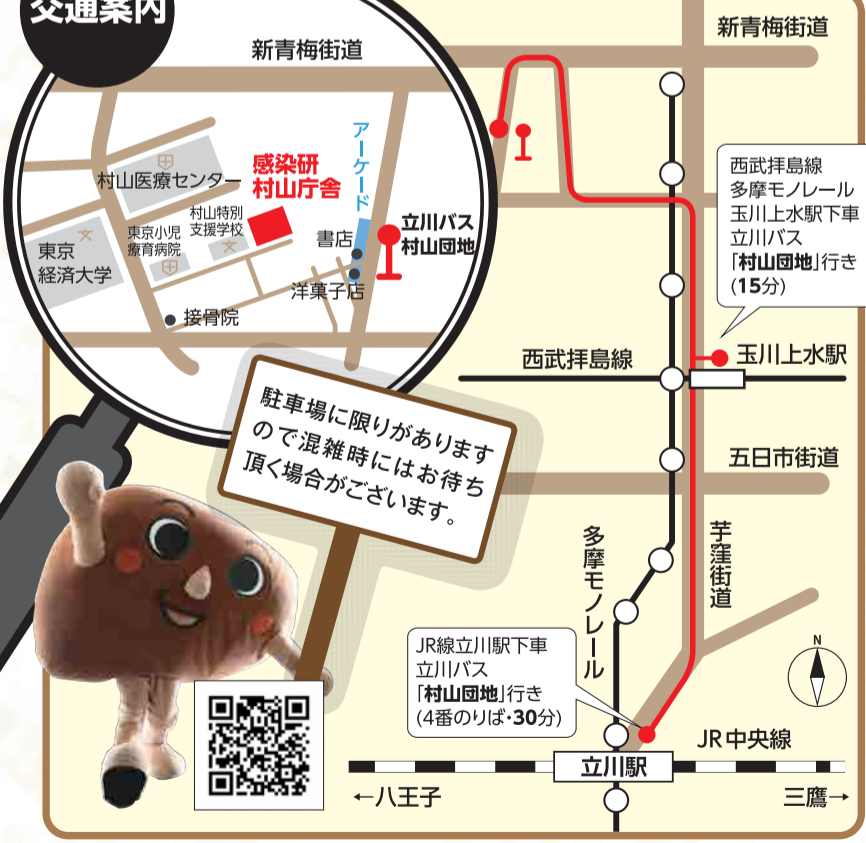 交通案内
新青梅街道
アーケード
感染研
村山庁舎
村山医療センター
村山特別
支援学校
東京小児
療育病院
東京
経済大学
書店
立川バス
村山団地
洋菓子店
接骨院
駐車場に限りがあります
ので混雑時にはお待ち
頂く場合がございます。
新青梅街道
西武拝島線
多摩モノレール
玉川上水駅下車
立川バス
「村山団地」行き
(15分)
西武拝島線
玉川上水駅
五日市街道
芋窪街道
多摩モノレール
JR線立川駅下車
立川バス
「村山団地」行き
(4番のりば・30分)
N
JR中央線
立川駅
←八王子
三鷹→